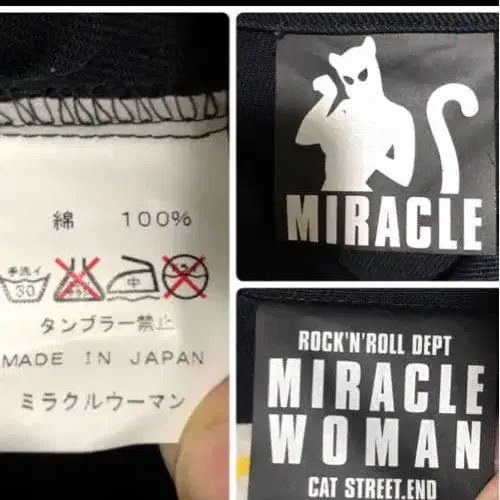 綿 100%
手洗イ
30
中
タンブラー禁止
MADE IN JAPAN
ミラクルウーマン
MIRACLE
ROCK'N'ROLL DEPT
MIRACLE
WOMAN
CAT STREET.END